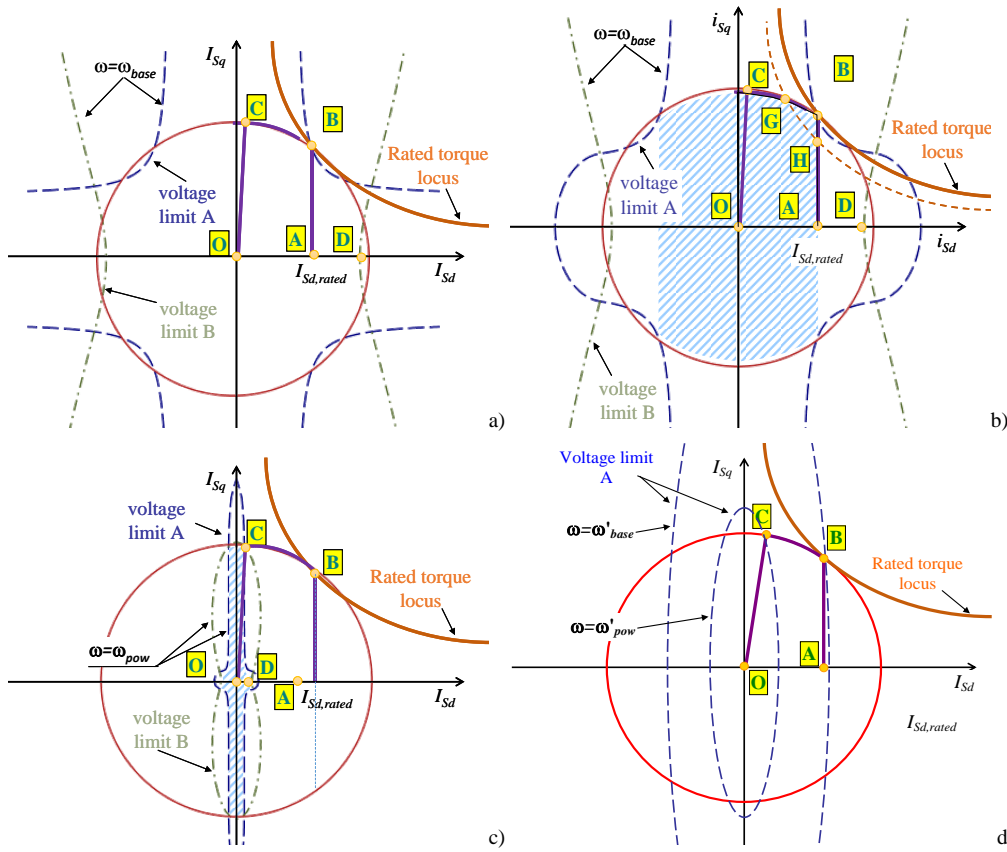 I_Sq
ω=ω_base
C
B
Rated torque
locus
voltage
limit A
O
A
D
I_Sd,rated
I_Sd
voltage
limit B
a)
i_Sq
ω=ω_base
C
B
G
Rated torque
locus
voltage
limit A
H
O
A
D
I_Sd,rated
i_Sd
voltage
limit B
b)
I_Sq
voltage
limit A
C
B
Rated torque
locus
ω=ω_pow
O
D
A
I_Sd,rated
I_Sd
voltage
limit B
c)
Voltage limit
A
I_Sq
C
B
ω=ω'_base
Rated torque
locus
ω=ω'_pow
A
O
I_Sd
I_Sd,rated
d